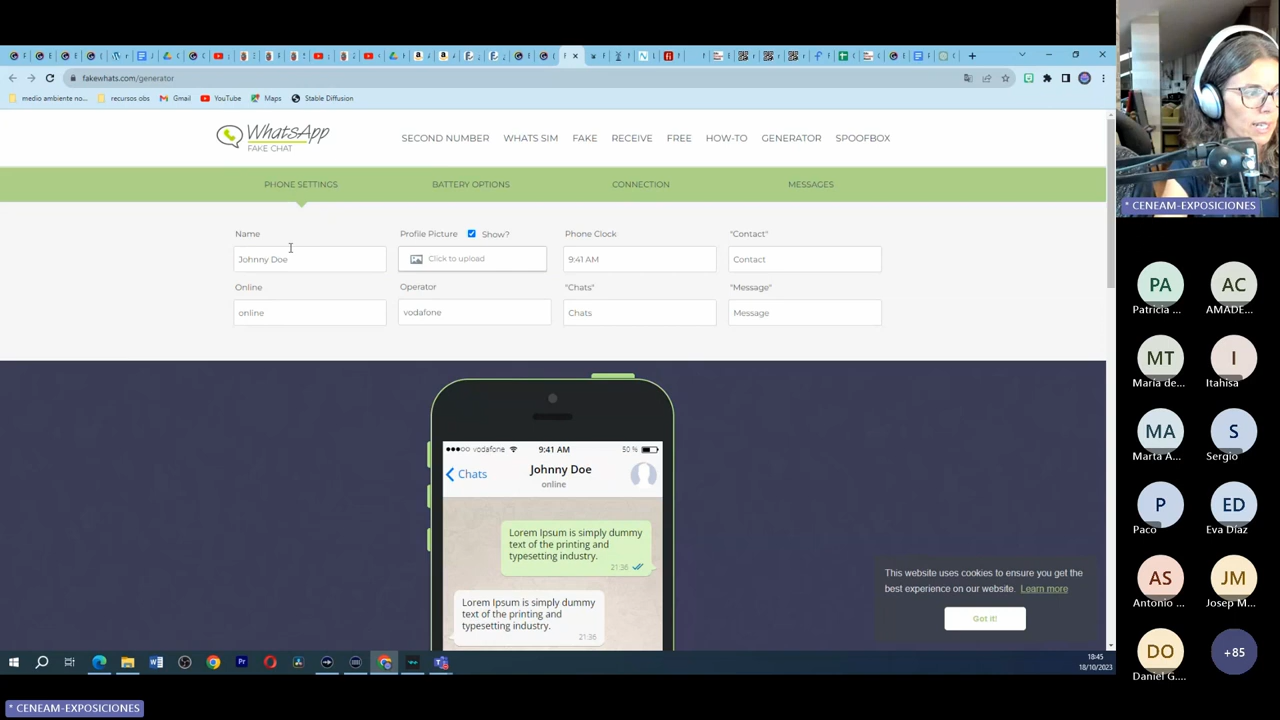 fakewhats.com/generator
medio ambiente no...
recursos obs
Gmail
YouTube
Maps
Stable Diffusion
WhatsApp
FAKE CHAT
SECOND NUMBER
WHATS SIM
FAKE
RECEIVE
FREE
HOW-TO
GENERATOR
SPOOFBOX
PHONE SETTINGS
BATTERY OPTIONS
CONNECTION
MESSAGES
Name
Profile Picture
Show?
Phone Clock
"Contact"
Johnny Doe
Click to upload
9:41 AM
Contact
Online
Operator
"Chats"
"Message"
online
vodafone
Chats
Message
vodafone
9:41 AM
50 %
Chats
Johnny Doe
online
Lorem Ipsum is simply dummy
text of the printing and
typesetting industry.
21:36
Lorem Ipsum is simply dummy
text of the printing and
typesetting industry.
21:36
This website uses cookies to ensure you get the
best experience on our website. Learn more
Got it!
18:45
18/10/2023
* CENEAM-EXPOSICIONES
PA
Patricia ...
AC
AMADE...
MT
Maria de...
I
Itahisa
MA
Marta A...
S
Sergio
P
Paco
ED
Eva Díaz
AS
Antonio ...
JM
Josep M...
DO
Daniel G....
+85
* CENEAM-EXPOSICIONES